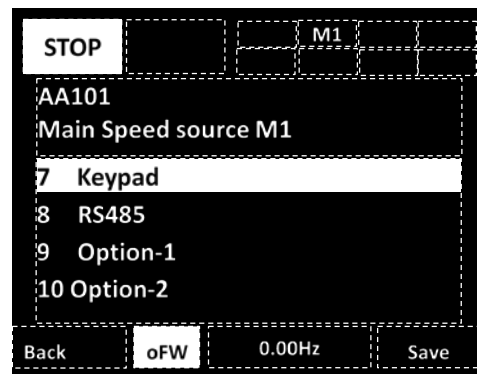 STOP
M1
AA101
Main Speed source M1
7 Keypad
8 RS485
9 Option-1
10 Option-2
Back oFW 0.00Hz Save